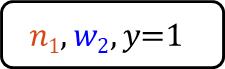 n₁, w₂, y=1